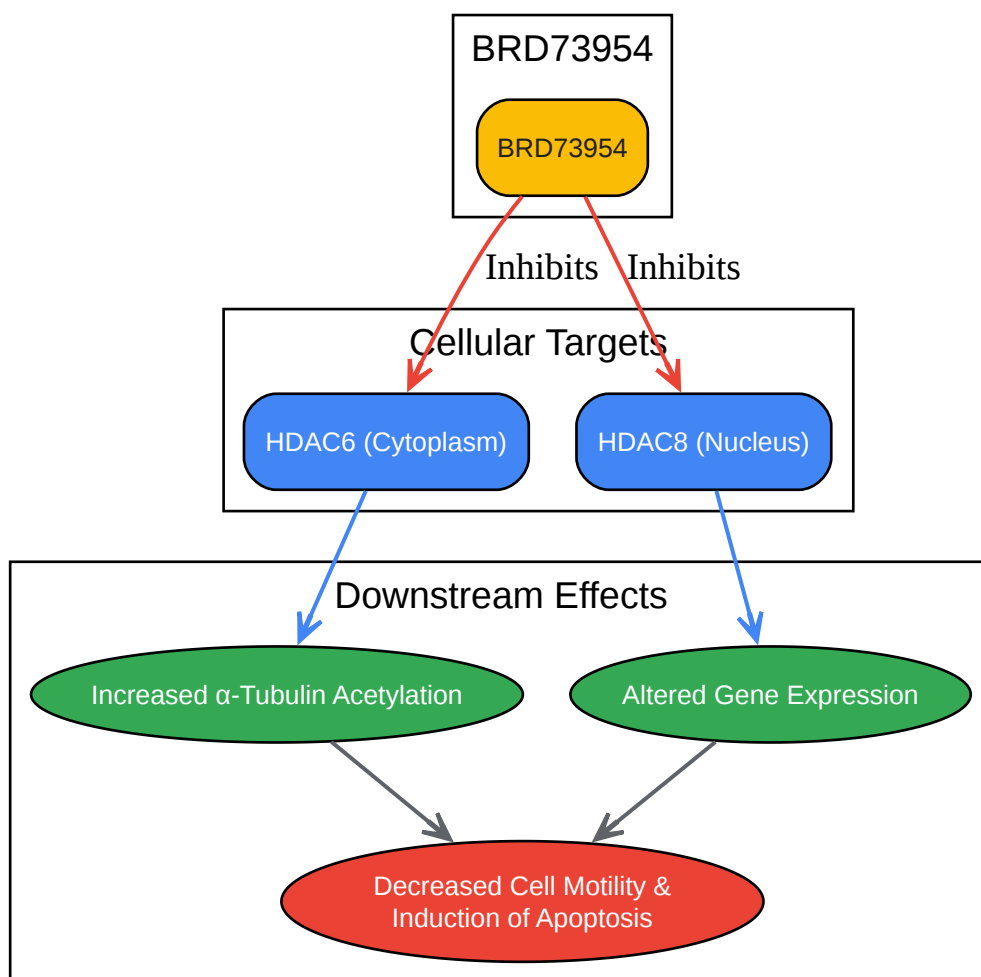 BRD73954
BRD73954
Inhibits Inhibits
Cellular Targets
HDAC6 (Cytoplasm) HDAC8 (Nucleus)
Downstream Effects
Increased α-Tubulin Acetylation Altered Gene Expression
Decreased Cell Motility &
Induction of Apoptosis